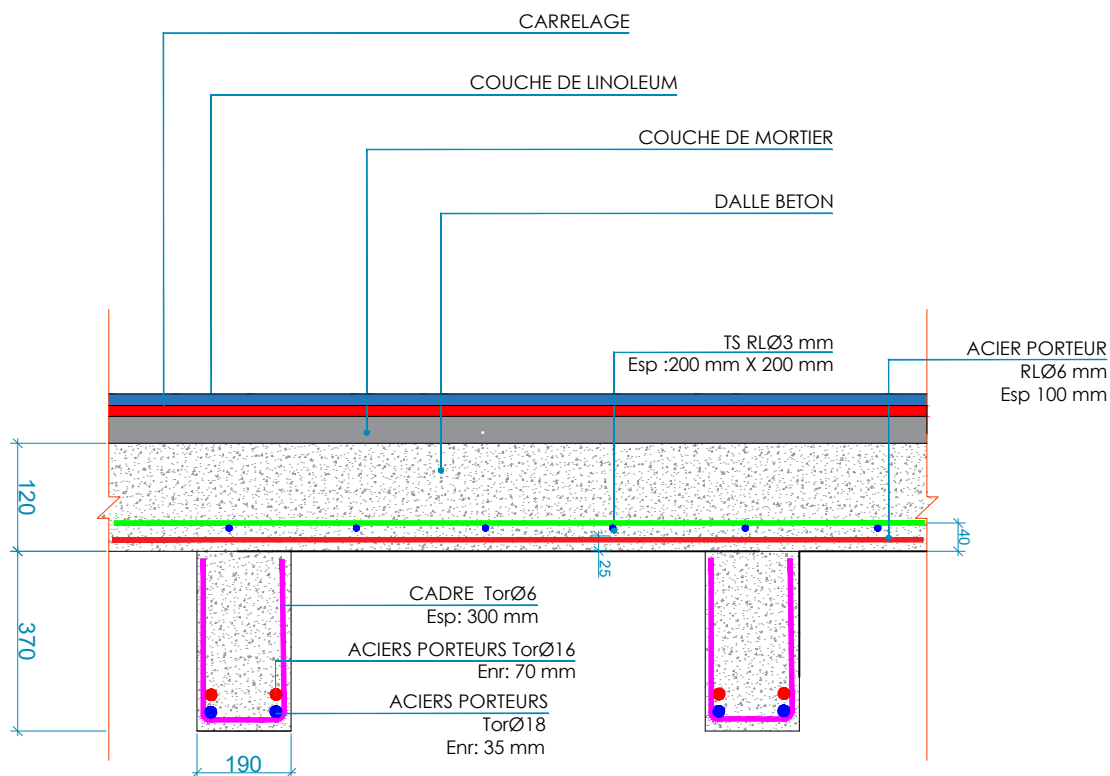 CARRELAGE
COUCHE DE LINOLEUM
COUCHE DE MORTIER
DALLE BETON
TS RLØ3 mm
Esp :200 mm X 200 mm
ACIER PORTEUR
RLØ6 mm
Esp 100 mm
120
40
25
370
CADRE TorØ6
Esp: 300 mm
ACIERS PORTEURS TorØ16
Enr: 70 mm
ACIERS PORTEURS
TorØ18
Enr: 35 mm
190